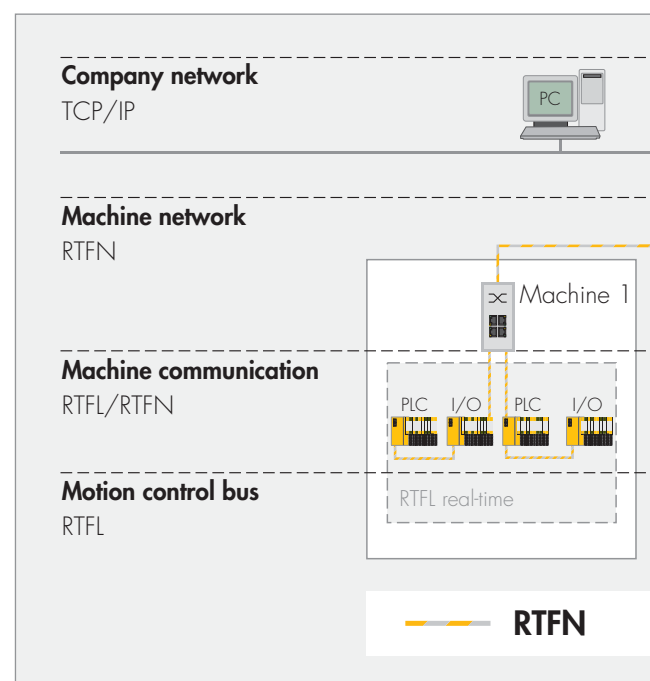 Company network
TCP/IP
PC
Machine network
RTFN
Machine 1
Machine communication
RTFL/RTFN
PLC I/O PLC I/O
Motion control bus
RTFL
RTFL real-time
RTFN